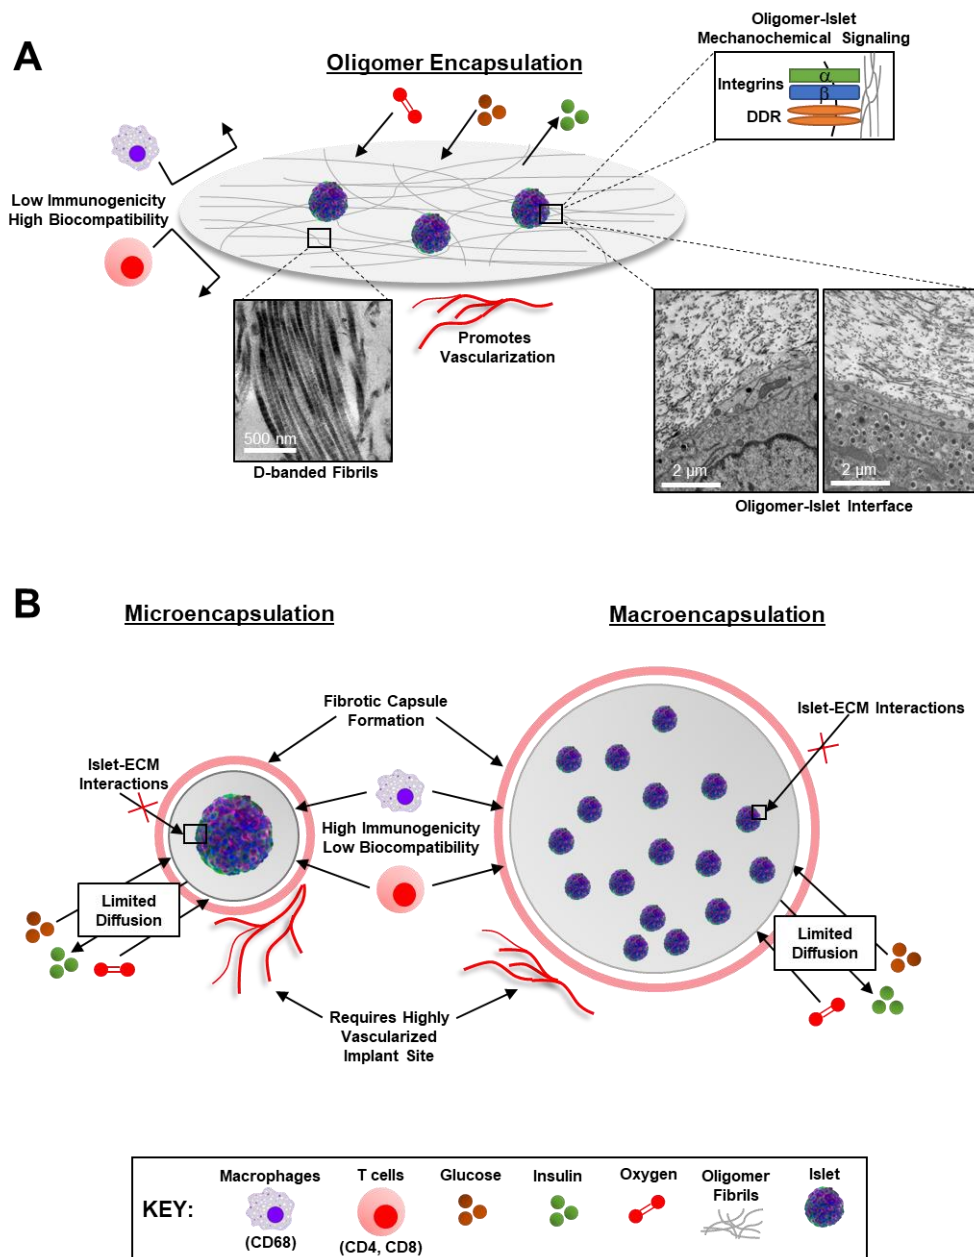 A
Oligomer Encapsulation
Oligomer-Islet
Mechanochemical Signaling
Integrins
α
β
DDR
Low Immunogenicity
High Biocompatibility
Promotes
Vascularization
500 nm
D-banded Fibrils
2 µm
2 µm
Oligomer-Islet Interface
B
Microencapsulation
Macroencapsulation
Fibrotic Capsule
Formation
Islet-ECM Interactions
Islet-ECM
Interactions
High Immunogenicity
Low Biocompatibility
Limited
Diffusion
Limited
Diffusion
Requires Highly
Vascularized
Implant Site
KEY:
Macrophages
(CD68)
T cells
(CD4, CD8)
Glucose
Insulin
Oxygen
Oligomer
Fibrils
Islet